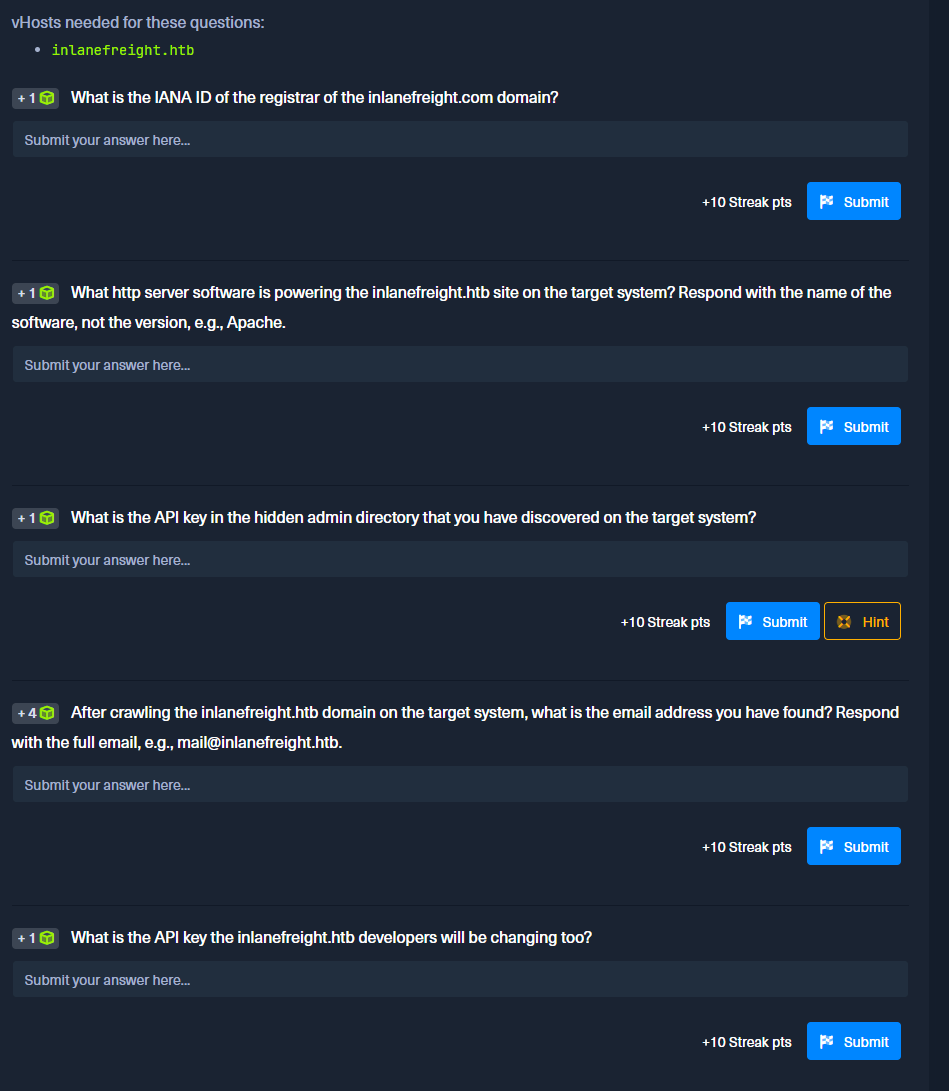 vHosts needed for these questions:
• inlanefreight.htb
+ 1 What is the IANA ID of the registrar of the inlanefreight.com domain?
Submit your answer here...
+10 Streak pts Submit
+ 1 What http server software is powering the inlanefreight.htb site on the target system? Respond with the name of the
software, not the version, e.g., Apache.
Submit your answer here...
+10 Streak pts Submit
+ 1 What is the API key in the hidden admin directory that you have discovered on the target system?
Submit your answer here...
+10 Streak pts Submit Hint
+ 4 After crawling the inlanefreight.htb domain on the target system, what is the email address you have found? Respond
with the full email, e.g., mail@inlanefreight.htb.
Submit your answer here...
+10 Streak pts Submit
+ 1 What is the API key the inlanefreight.htb developers will be changing too?
Submit your answer here...
+10 Streak pts Submit